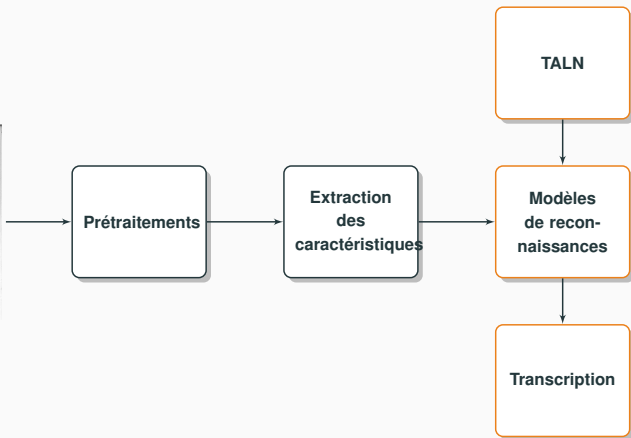 TALN
Prétraitements
Extraction
des
caractéristiques
Modèles
de recon-
naissances
Transcription